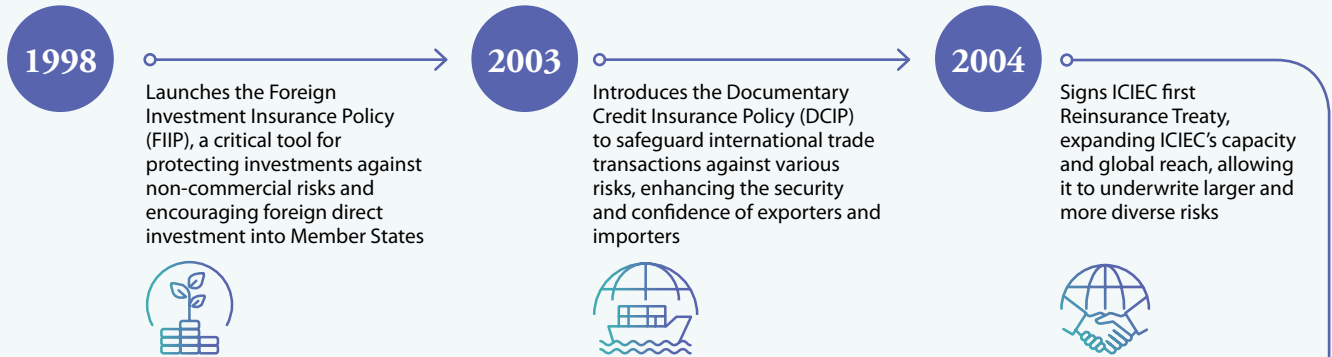 1998
Launches the Foreign
Investment Insurance Policy
(FIIP), a critical tool for
protecting investments against
non-commercial risks and
encouraging foreign direct
investment into Member States
2003
Introduces the Documentary
Credit Insurance Policy (DCIP)
to safeguard international trade
transactions against various
risks, enhancing the security
and confidence of exporters and
importers
2004
Signs ICIEC first
Reinsurance Treaty,
expanding ICIEC’s capacity
and global reach, allowing
it to underwrite larger and
more diverse risks